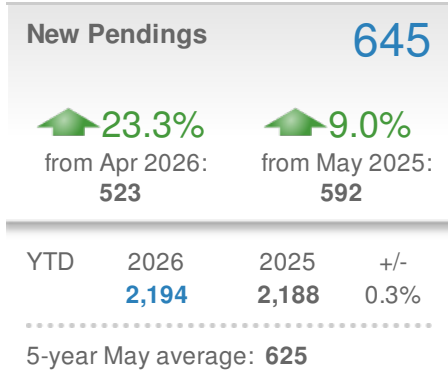 New Pendings 645
23.3% 9.0%
from Apr 2026: from May 2025:
523 592
YTD 2026 2025 +/-
2,194 2,188 0.3%
5-year May average: 625